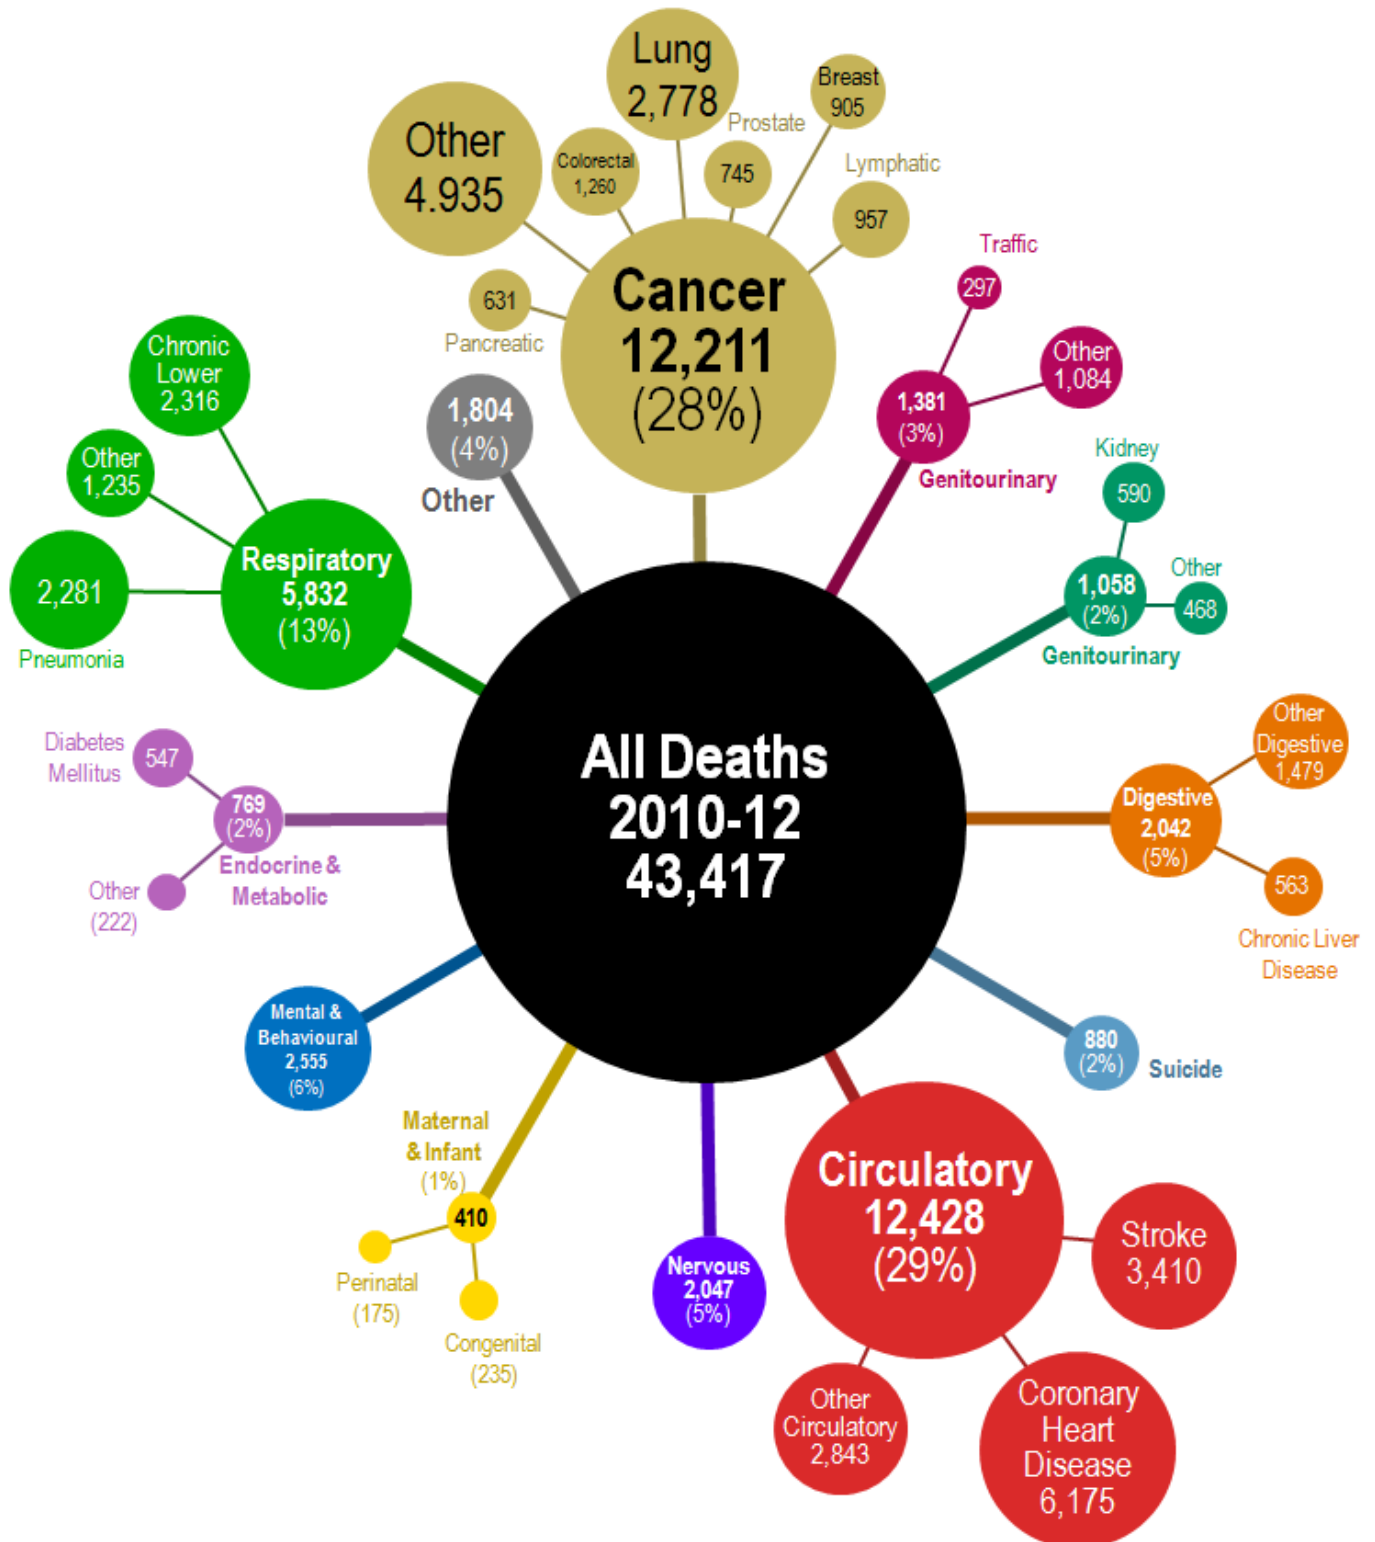 Lung
2,778
Breast
905
Prostate
745
Other
4.935
Colorectal
1,260
Lymphatic
957
631
Pancreatic
Cancer
12,211
(28%)
Traffic
297
Other
1,084
1,381
(3%)
Genitourinary
Kidney
590
Other
468
1,058
(2%)
Genitourinary
Other
Digestive
1,479
Digestive
2,042
(5%)
563
Chronic Liver
Disease
880
(2%)
Suicide
Circulatory
12,428
(29%)
Stroke
3,410
Coronary
Heart
Disease
6,175
Other
Circulatory
2,843
Nervous
2,047
(5%)
Maternal
& Infant
(1%)
410
Perinatal
(175)
Congenital
(235)
Mental &
Behavioural
2,555
(6%)
Diabetes
Mellitus
547
769
(2%)
Endocrine &
Metabolic
Other
(222)
Chronic
Lower
2,316
Other
1,235
2,281
Pneumonia
Respiratory
5,832
(13%)
1,804
(4%)
Other
All Deaths
2010-12
43,417